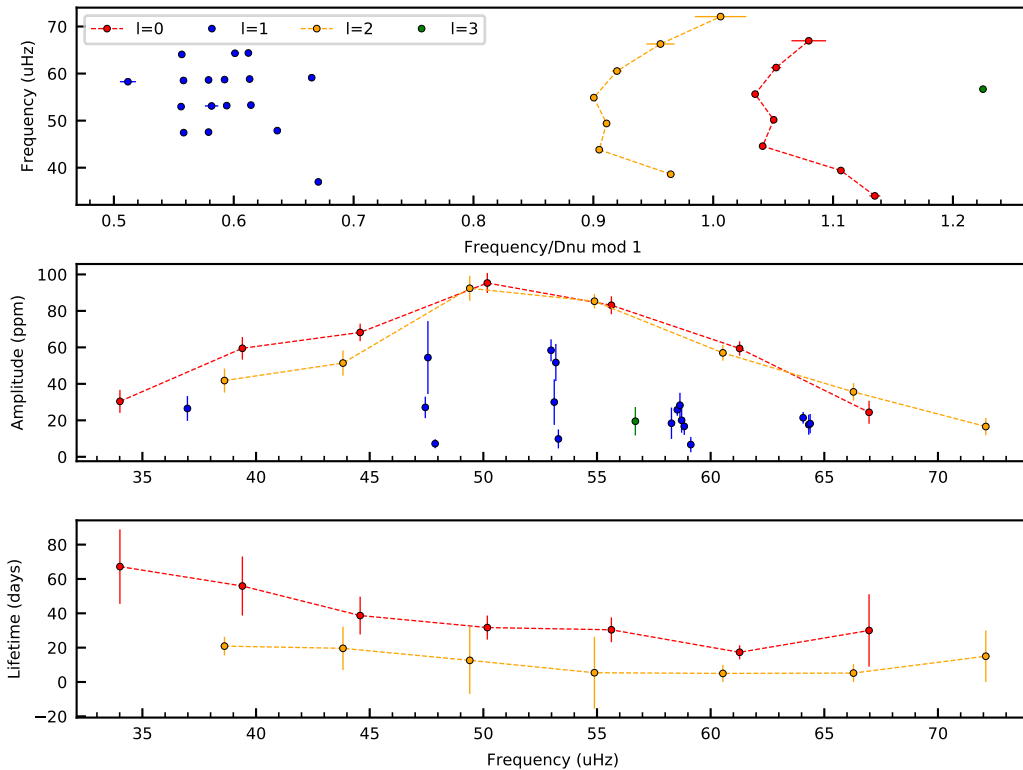 70
60
50
40
Frequency (uHz)
l=0 l=1 l=2 l=3
0.5 0.6 0.7 0.8 0.9 1.0 1.1 1.2
Frequency/Dnu mod 1
100
80
60
40
20
0
Amplitude (ppm)
35 40 45 50 55 60 65 70
80
60
40
20
0
−20
Lifetime (days)
35 40 45 50 55 60 65 70
Frequency (uHz)